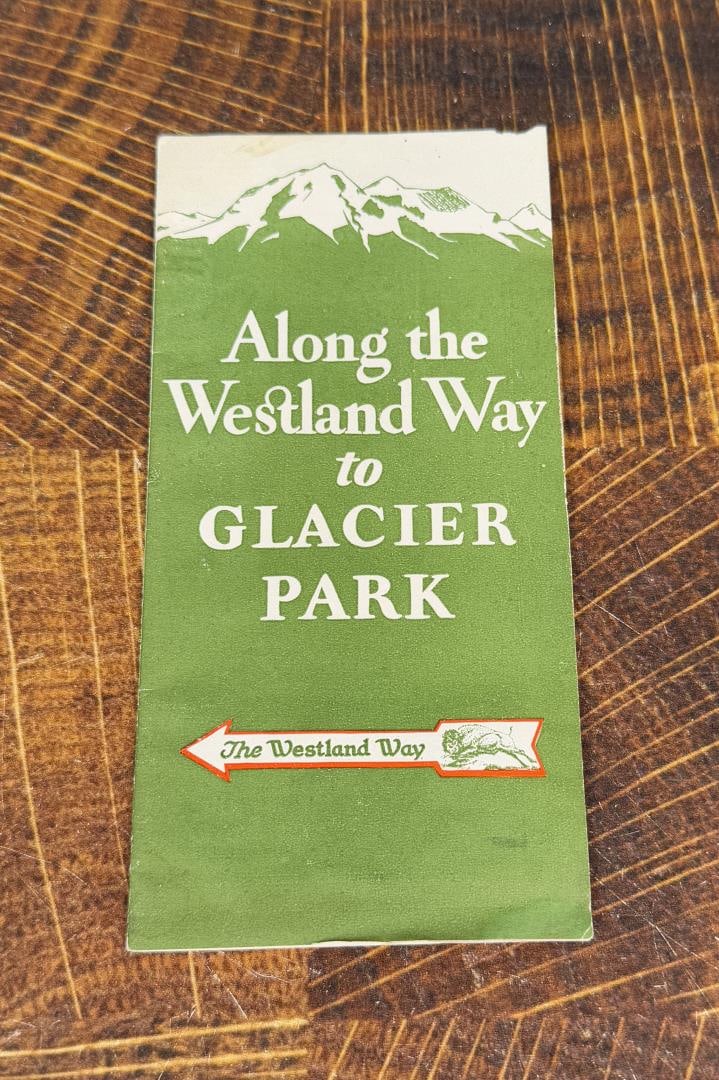 Along the
Westland Way
to
GLACIER
PARK
The Westland Way